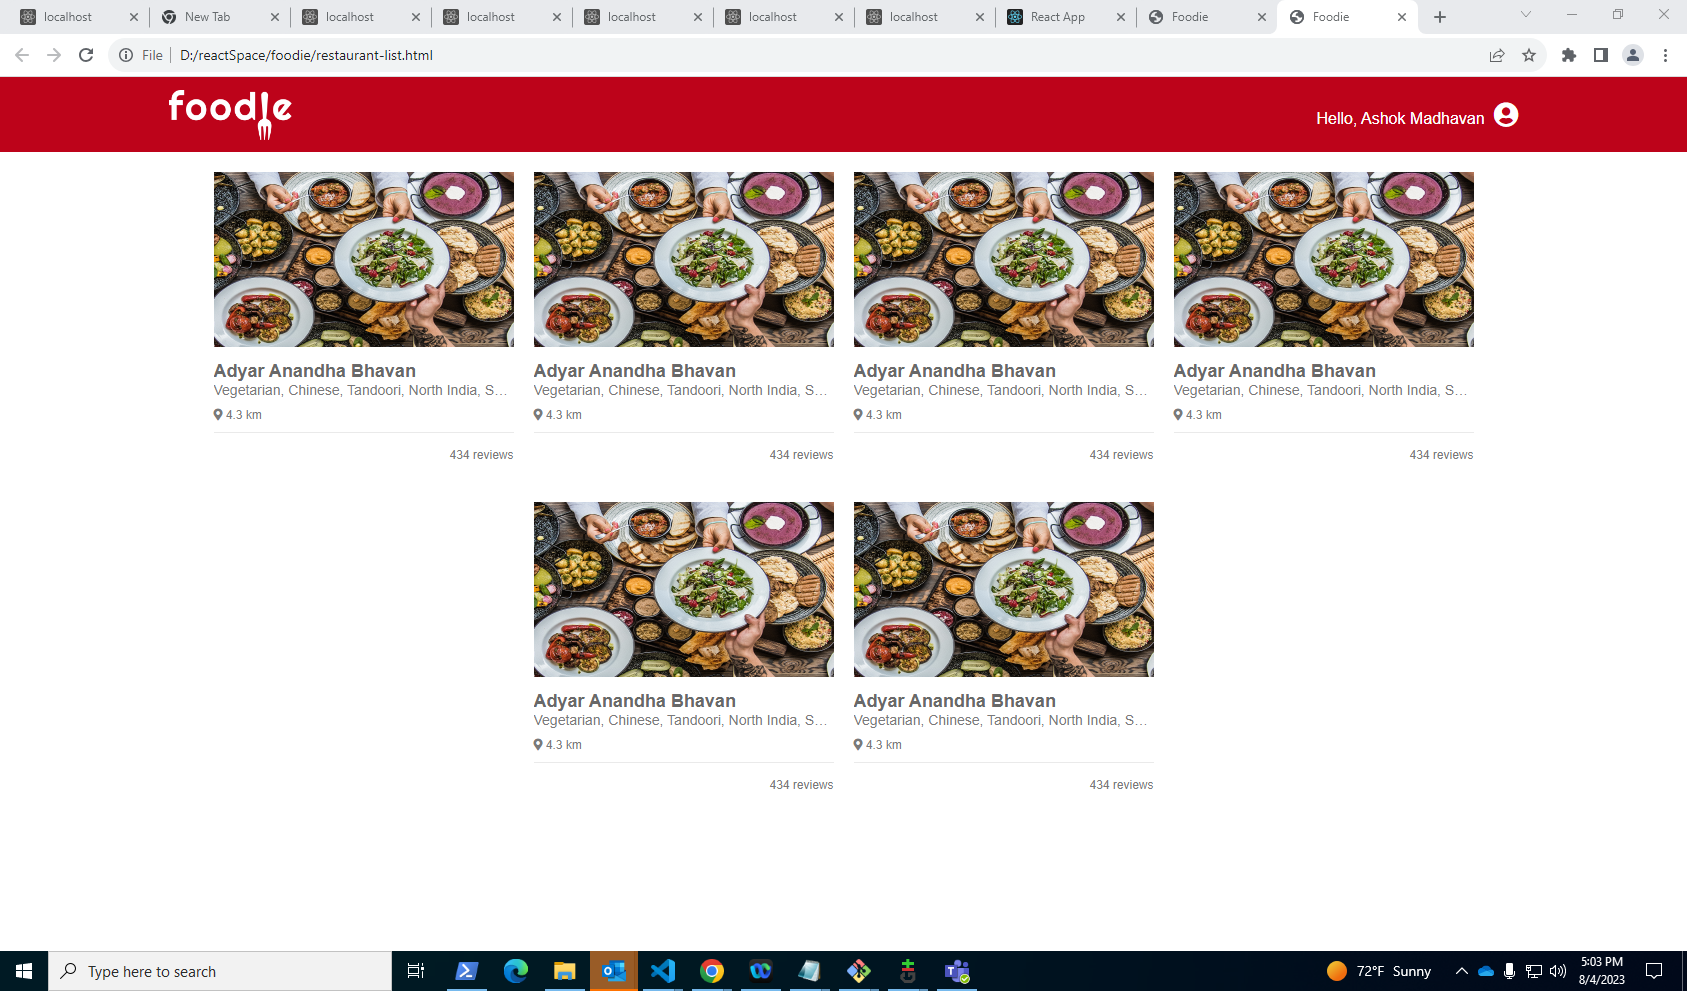 localhost
New Tab
localhost
localhost
localhost
localhost
localhost
React App
Foodie
Foodie
File
D:/reactSpace/foodie/restaurant-list.html
foodie
Hello, Ashok Madhavan
Adyar Anandha Bhavan
Vegetarian, Chinese, Tandoori, North India, S...
4.3 km
434 reviews
Adyar Anandha Bhavan
Vegetarian, Chinese, Tandoori, North India, S...
4.3 km
434 reviews
Adyar Anandha Bhavan
Vegetarian, Chinese, Tandoori, North India, S...
4.3 km
434 reviews
Adyar Anandha Bhavan
Vegetarian, Chinese, Tandoori, North India, S...
4.3 km
434 reviews
Adyar Anandha Bhavan
Vegetarian, Chinese, Tandoori, North India, S...
4.3 km
434 reviews
Adyar Anandha Bhavan
Vegetarian, Chinese, Tandoori, North India, S...
4.3 km
434 reviews
Type here to search
72°F Sunny
5:03 PM
8/4/2023